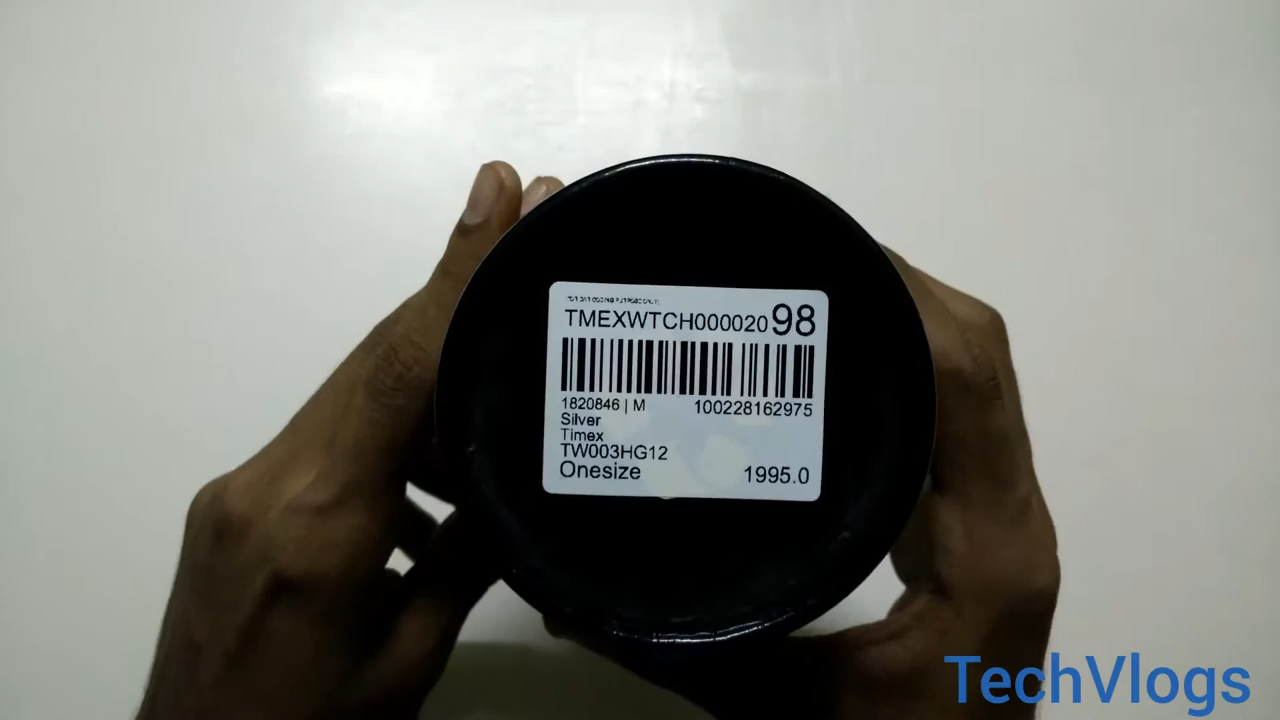 TMEXWTCH00002098
1820846 | M 100228162975
Silver
Timex
TW003HG12
Onesize 1995.0
TechVlogs